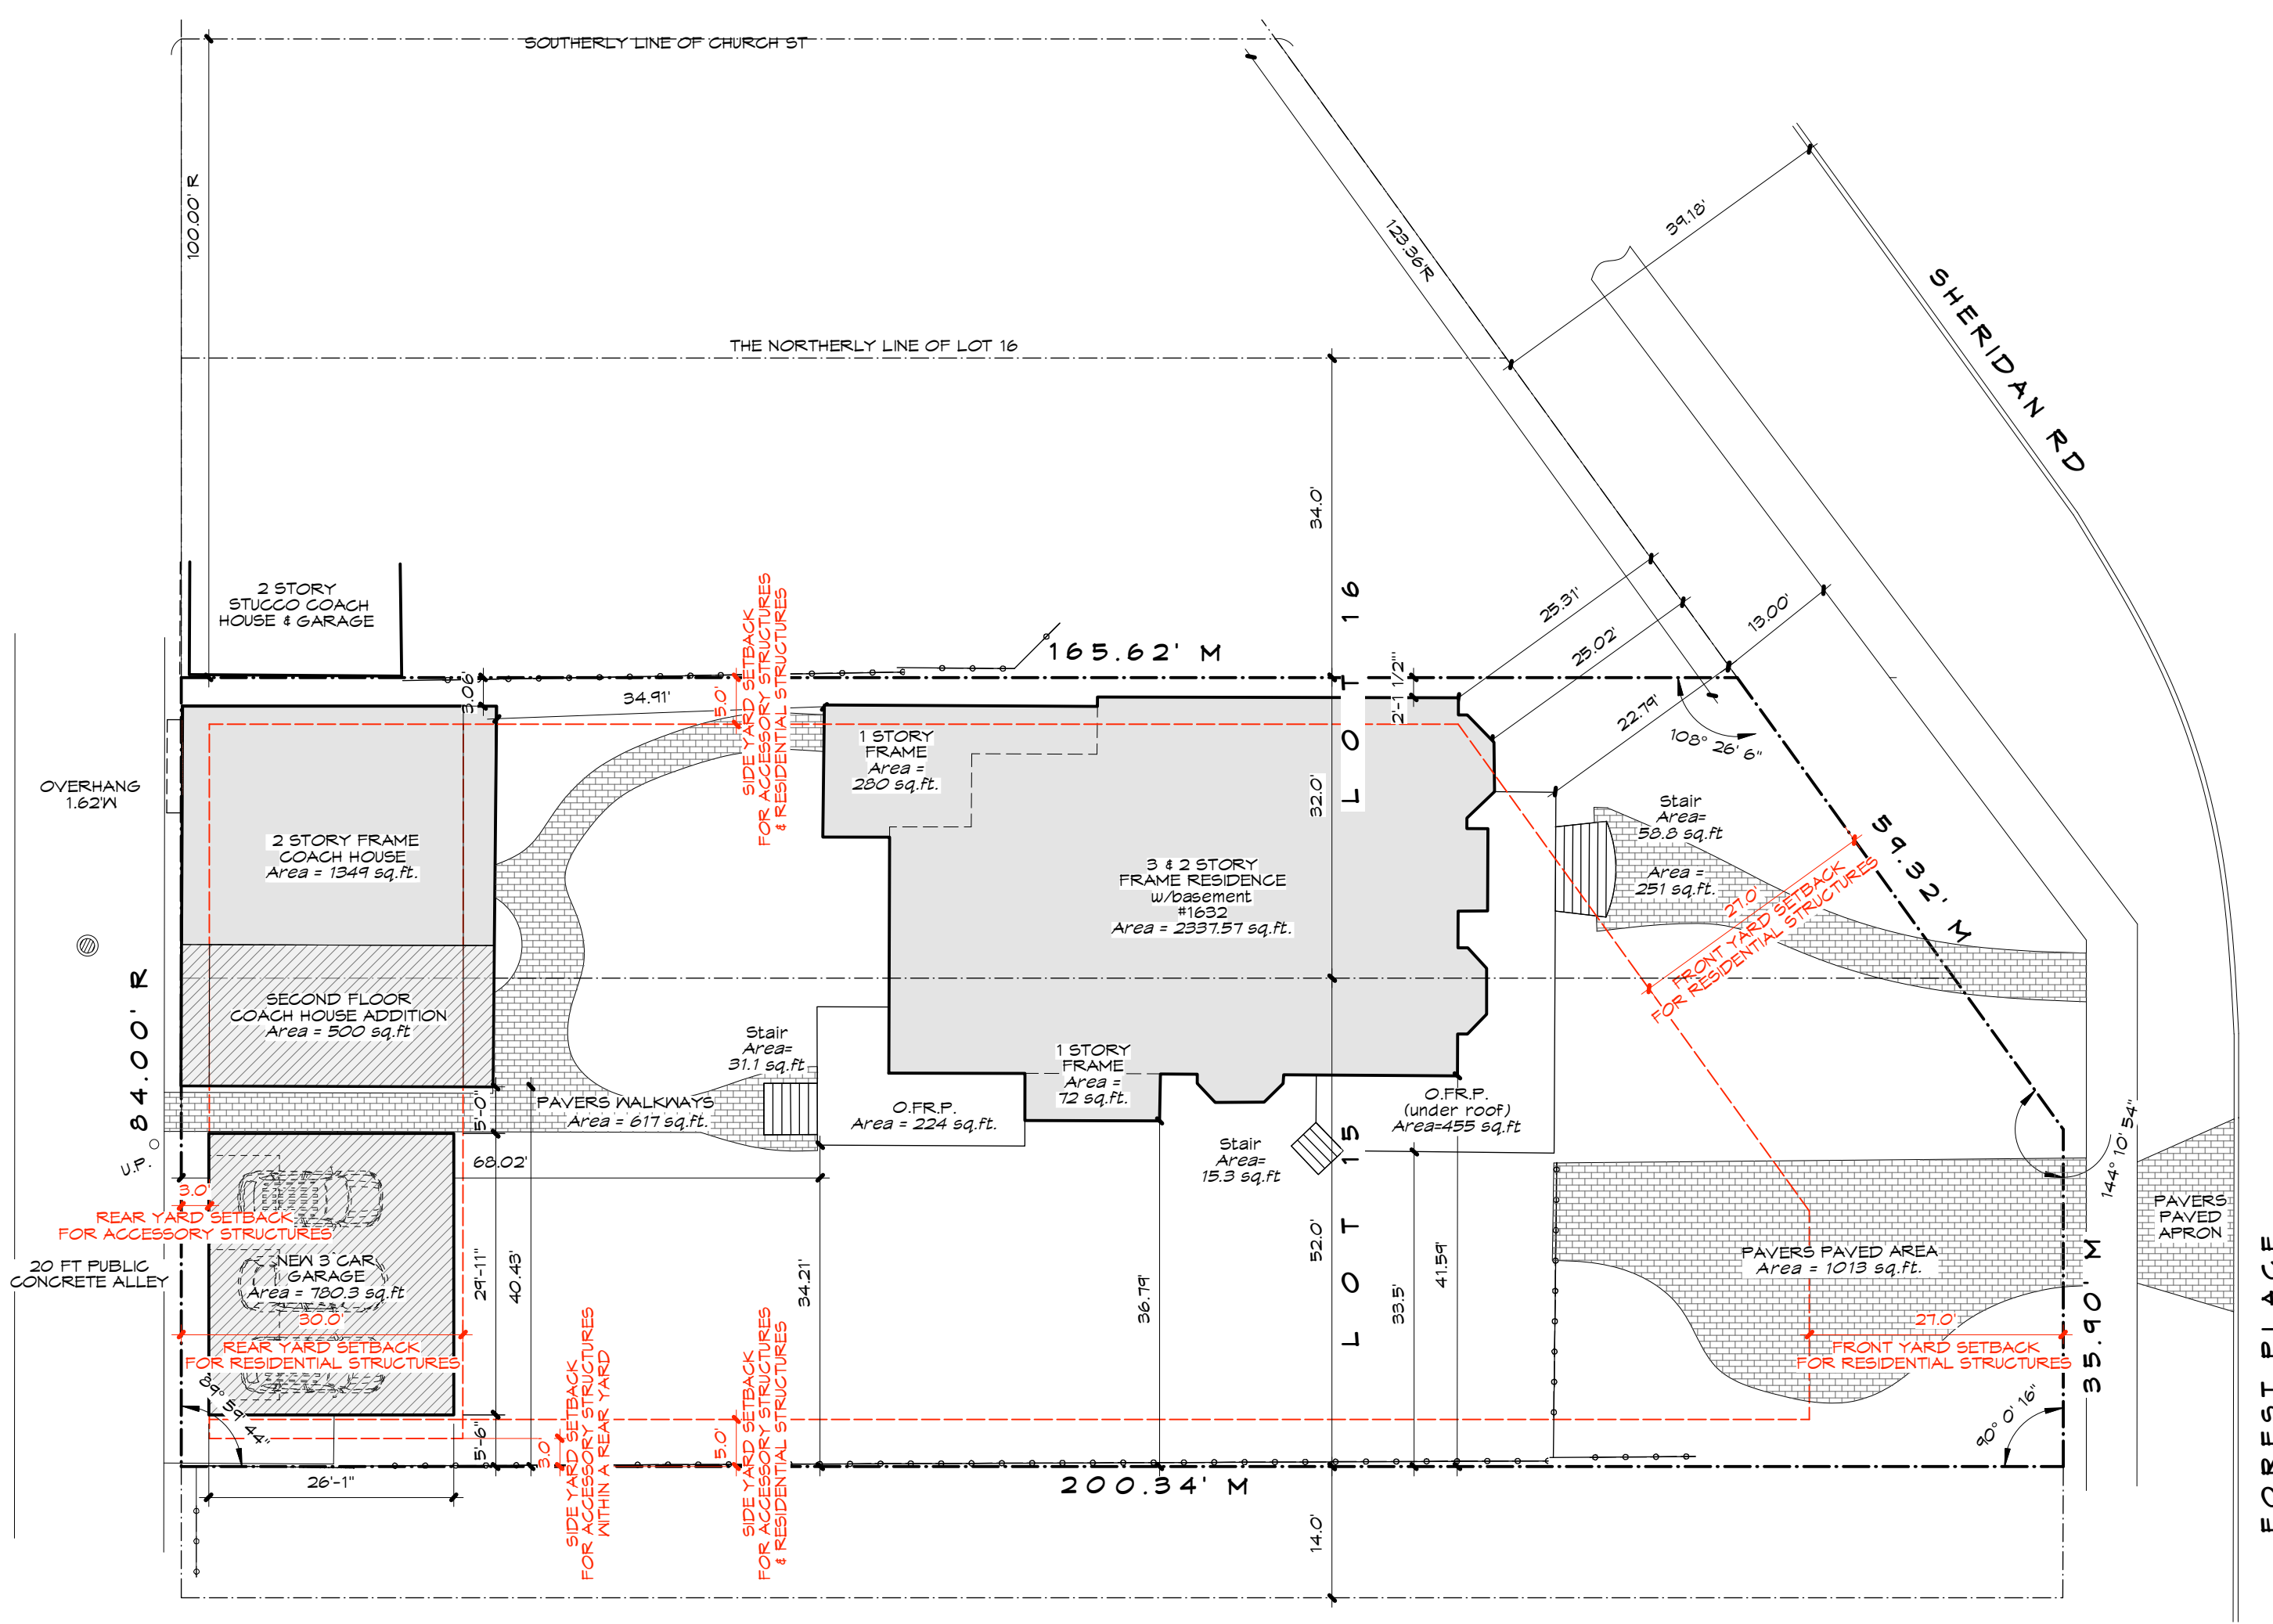 SOUTHERLY LINE OF CHURCH ST
100.00' R
123.36'R
39.18'
SHERIDAN RD
THE NORTHERLY LINE OF LOT 16
34.0'
2 STORY
STUCCO COACH
HOUSE & GARAGE
SIDE YARD SETBACK
FOR ACCESSORY STRUCTURES
& RESIDENTIAL STRUCTURES
5.0'
165.62' M
LOT 16
25.31'
25.02'
13.00'
22.79'
2'-1 1/2"
108° 26' 6"
3.06'
34.91'
1 STORY
FRAME
Area =
280 sq.ft.
32.0'
OVERHANG
1.62'W
2 STORY FRAME
COACH HOUSE
Area = 1349 sq.ft.
3 & 2 STORY
FRAME RESIDENCE
w/basement
#1632
Area = 2337.57 sq.ft.
Stair
Area=
58.8 sq.ft
Area =
251 sq.ft.
59.32' M
27.0'
FRONT YARD SETBACK
FOR RESIDENTIAL STRUCTURES
84.00' R
SECOND FLOOR
COACH HOUSE ADDITION
Area = 500 sq.ft
Stair
Area=
31.1 sq.ft
1 STORY
FRAME
Area =
72 sq.ft.
5'-0"
PAVERS WALKWAYS
Area = 617 sq.ft.
O.FR.P.
Area = 224 sq.ft.
O.FR.P.
(under roof)
Area=455 sq.ft
Stair
Area=
15.3 sq.ft
LOT 15
144° 10' 54"
U.P.
68.02'
3.0'
REAR YARD SETBACK
FOR ACCESSORY STRUCTURES
20 FT PUBLIC
CONCRETE ALLEY
NEW 3 CAR
GARAGE
Area = 780.3 sq.ft
30.0'
REAR YARD SETBACK
FOR RESIDENTIAL STRUCTURES
29'-11"
40.43'
34.21'
36.79'
52.0'
33.5'
41.59'
PAVERS PAVED AREA
Area = 1013 sq.ft.
PAVERS
PAVED
APRON
27.0'
FRONT YARD SETBACK
FOR RESIDENTIAL STRUCTURES
35.90' M
FOREST PLACE
89° 59' 44"
90° 0' 16"
5'-6"
3.0'
SIDE YARD SETBACK
FOR ACCESSORY STRUCTURES
WITHIN A REAR YARD
5.0'
SIDE YARD SETBACK
FOR ACCESSORY STRUCTURES
& RESIDENTIAL STRUCTURES
26'-1"
200.34' M
14.0'